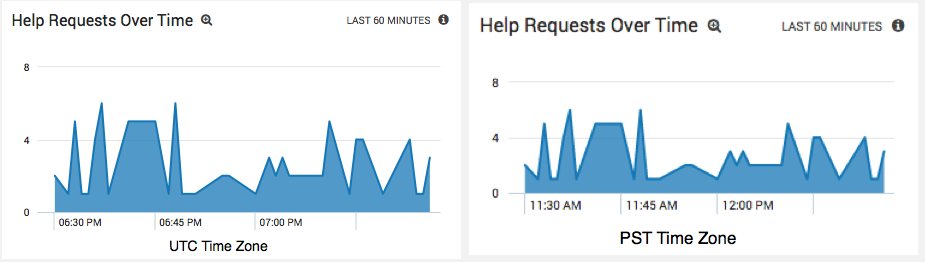 Help Requests Over Time LAST 60 MINUTES
8
4
0
06:30 PM 06:45 PM 07:00 PM
UTC Time Zone
Help Requests Over Time LAST 60 MINUTES
8
4
0
11:30 AM 11:45 AM 12:00 PM
PST Time Zone